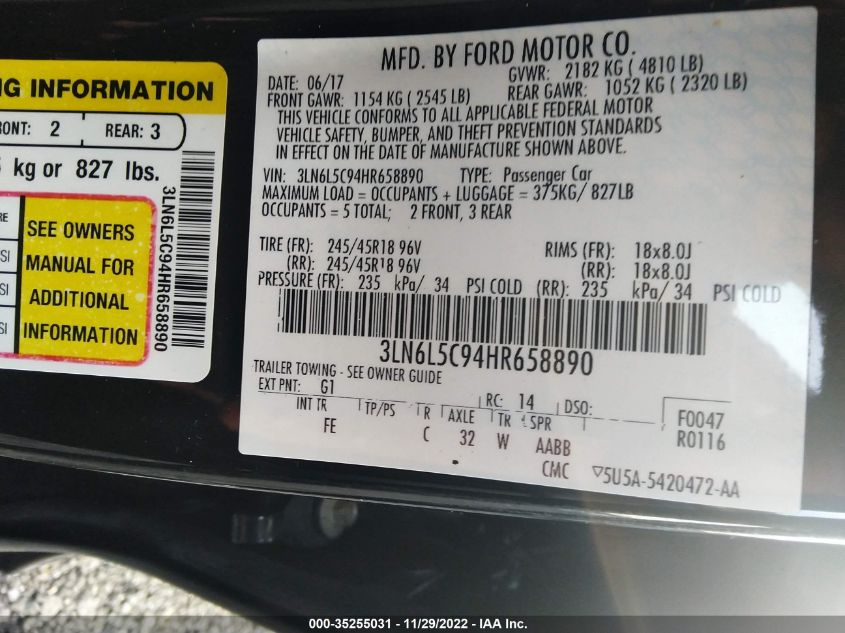 NG INFORMATION
RONT: 2 REAR: 3
kg or 827 lbs.
RE
SI
SI
SI
SEE OWNERS
MANUAL FOR
ADDITIONAL
INFORMATION
3LN6L5C94HR658890
MFD. BY FORD MOTOR CO.
DATE: 06/17 GVWR: 2182 KG ( 4810 LB)
FRONT GAWR: 1154 KG ( 2545 LB) REAR GAWR: 1052 KG ( 2320 LB)
THIS VEHICLE CONFORMS TO ALL APPLICABLE FEDERAL MOTOR
VEHICLE SAFETY, BUMPER, AND THEFT PREVENTION STANDARDS
IN EFFECT ON THE DATE OF MANUFACTURE SHOWN ABOVE.
VIN: 3LN6L5C94HR658890 TYPE: Passenger Car
MAXIMUM LOAD = OCCUPANTS + LUGGAGE = 375KG/ 827LB
OCCUPANTS = 5 TOTAL; 2 FRONT, 3 REAR
TIRE (FR): 245/45R18 96V RIMS (FR): 18x8.0J
(RR): 245/45R18 96V (RR): 18x8.0J
PRESSURE (FR): 235 kPa/ 34 PSI COLD (RR): 235 kPa/ 34 PSI COLD
3LN6L5C94HR658890
TRAILER TOWING - SEE OWNER GUIDE
EXT PNT: G1 RC: 14 DSO: F0047
INT TR TP/PS R AXLE TR SPR R0116
FE C 32 W AABB
CMC 5U5A-5420472-AA
000-35255031 - 11/29/2022 - IAA Inc.